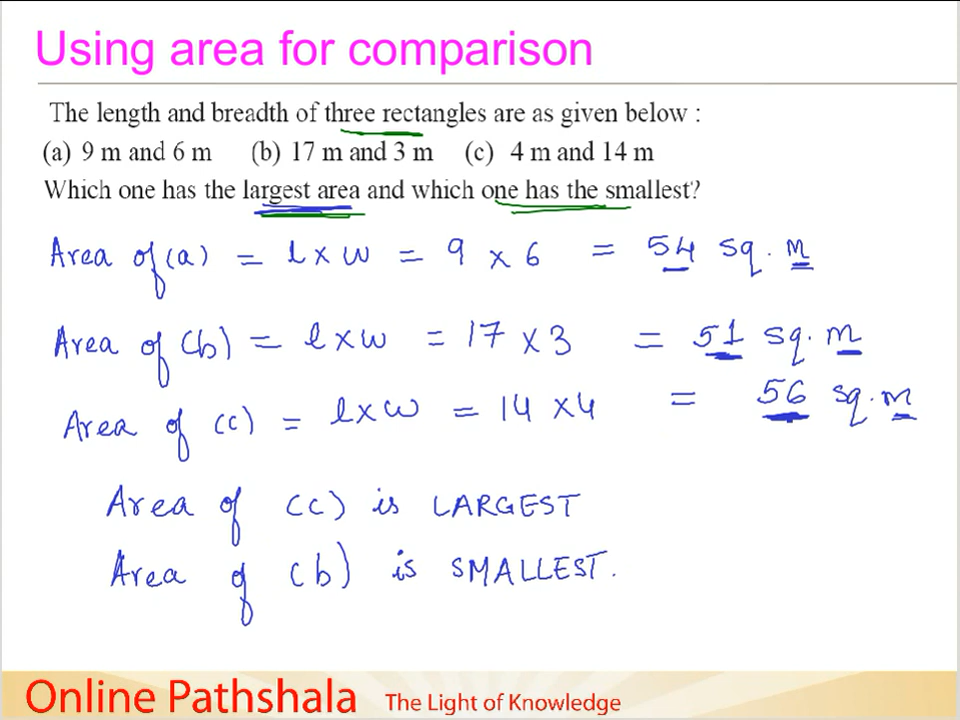 Using area for comparison
The length and breadth of three rectangles are as given below :
(a) 9 m and 6 m (b) 17 m and 3 m (c) 4 m and 14 m
Which one has the largest area and which one has the smallest?
Area of (a) = l x w = 9 x 6 = 54 sq. m
Area of (b) = l x w = 17 x 3 = 51 sq. m
Area of (c) = l x w = 14 x 4 = 56 sq. m
Area of (c) is LARGEST
Area of (b) is SMALLEST.
Online Pathshala The Light of Knowledge